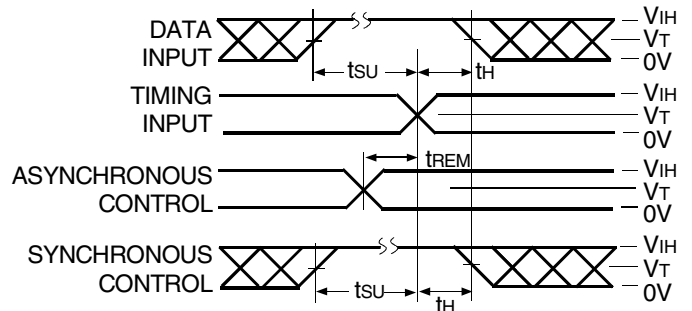 DATA
INPUT
tSU
tH
VIH
VT
0V
TIMING
INPUT
VIH
VT
0V
tREM
ASYNCHRONOUS
CONTROL
VIH
VT
0V
SYNCHRONOUS
CONTROL
tSU
tH
VIH
VT
0V